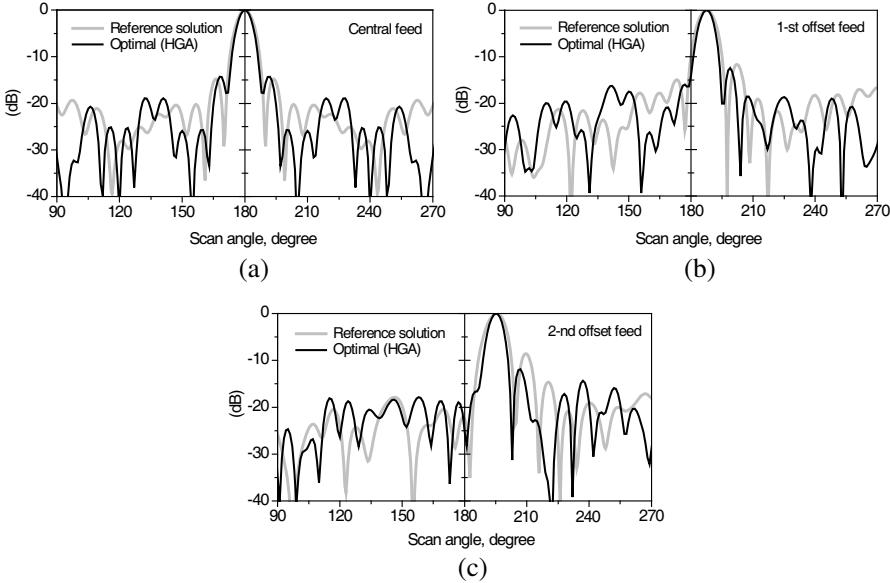 0
-10
-20
-30
-40
(dB)
Reference solution
Optimal (HGA)
Central feed
90 120 150 180 210 240 270
Scan angle, degree
(a)
0
-10
-20
-30
-40
(dB)
Reference solution
Optimal (HGA)
1-st offset feed
90 120 150 180 210 240 270
Scan angle, degree
(b)
0
-10
-20
-30
-40
(dB)
Reference solution
Optimal (HGA)
2-nd offset feed
90 120 150 180 210 240 270
Scan angle, degree
(c)